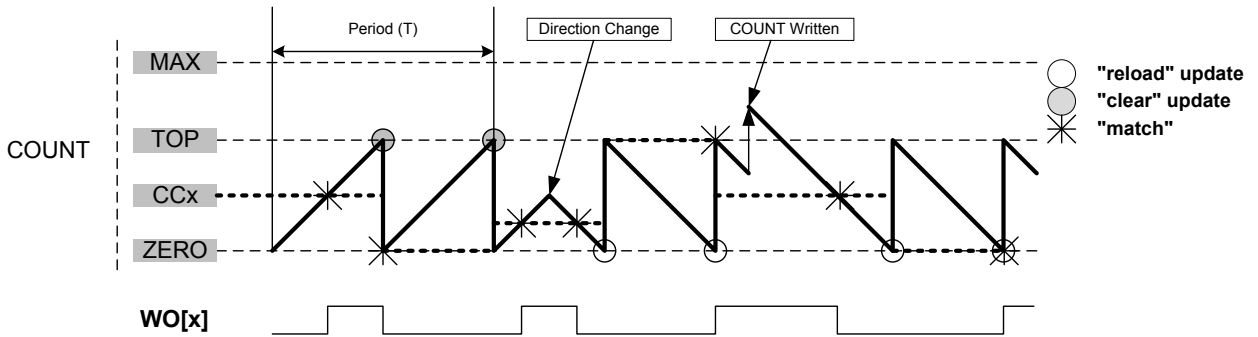 Period (T)
Direction Change
COUNT Written
MAX
"reload" update
"clear" update
TOP
"match"
COUNT
CCx
ZERO
WO[x]